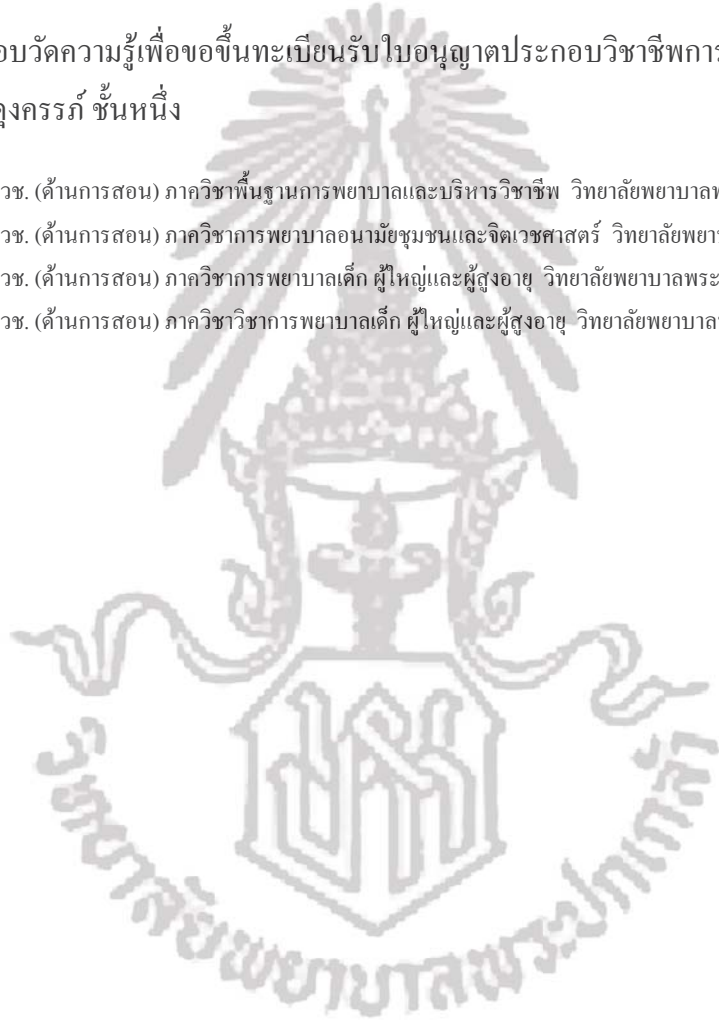 อบวัดความรู้เพื่อขอขึ้นทะเบียนรับใบอนุญาตประกอบวิชาชีพการ
ดุงครรภ์ ชั้นหนึ่ง
วช. (ด้านการสอน) ภาควิชาพื้นฐานการพยาบาลและบริหารวิชาชีพ วิทยาลัยพยาบาลพ
วช. (ด้านการสอน) ภาควิชาการพยาบาลอนามัยชุมชนและจิตเวชศาสตร์ วิทยาลัยพยา
วช. (ด้านการสอน) ภาควิชาการพยาบาลเด็ก ผู้ใหญ่และผู้สูงอายุ วิทยาลัยพยาบาลพระ
วช. (ด้านการสอน) ภาควิชาวิชาการพยาบาลเด็ก ผู้ใหญ่และผู้สูงอายุ วิทยาลัยพยาบาล
วิทยาลัยพยาบาลพระปกเกล้า